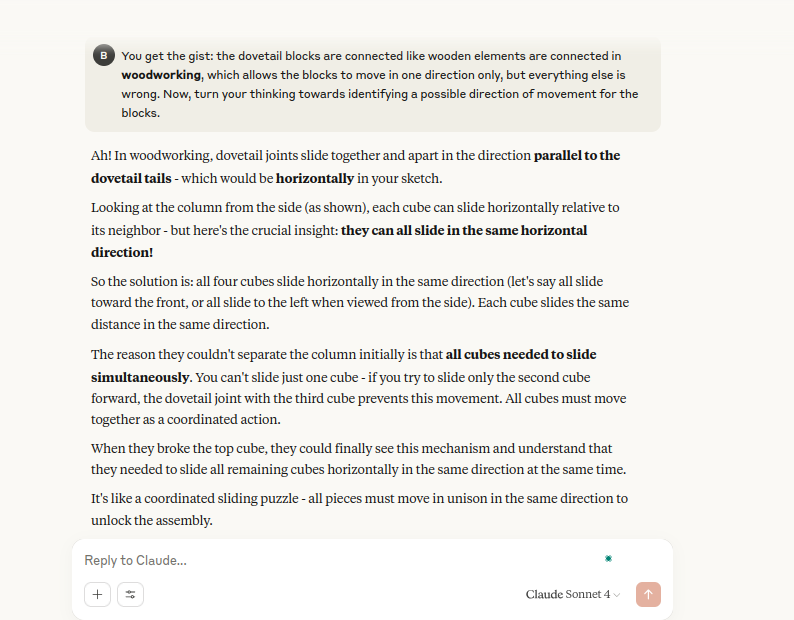 B
You get the gist: the dovetail blocks are connected like wooden elements are connected in
woodworking, which allows the blocks to move in one direction only, but everything else is
wrong. Now, turn your thinking towards identifying a possible direction of movement for the
blocks.
Ah! In woodworking, dovetail joints slide together and apart in the direction parallel to the
dovetail tails - which would be horizontally in your sketch.
Looking at the column from the side (as shown), each cube can slide horizontally relative to
its neighbor - but here's the crucial insight: they can all slide in the same horizontal
direction!
So the solution is: all four cubes slide horizontally in the same direction (let's say all slide
toward the front, or all slide to the left when viewed from the side). Each cube slides the same
distance in the same direction.
The reason they couldn't separate the column initially is that all cubes needed to slide
simultaneously. You can't slide just one cube - if you try to slide only the second cube
forward, the dovetail joint with the third cube prevents this movement. All cubes must move
together as a coordinated action.
When they broke the top cube, they could finally see this mechanism and understand that
they needed to slide all remaining cubes horizontally in the same direction at the same time.
It's like a coordinated sliding puzzle - all pieces must move in unison in the same direction to
unlock the assembly.
Reply to Claude...
Claude Sonnet 4